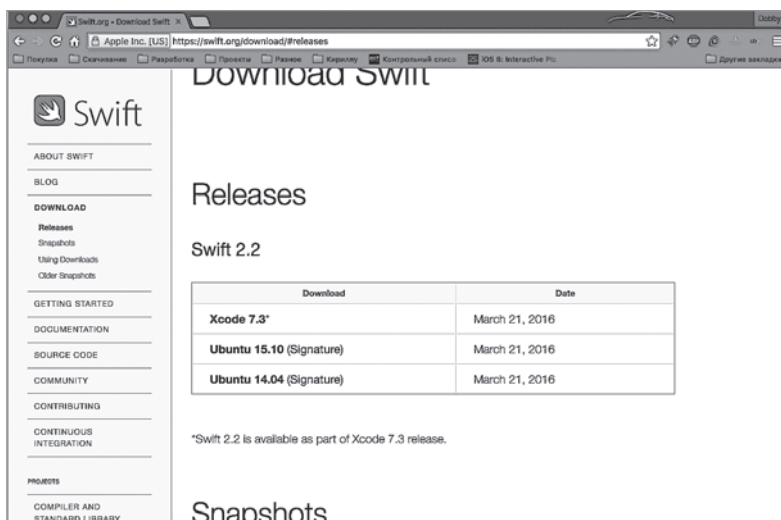 Swift.org - Download Swift
Dobby
Apple Inc. [US] https://swift.org/download/#releases
Покупка Скачивание Разработка Проекты Разное Кириллу Контрольный списо iOS 8: Interactive Pro Другие закладки
Download Swift
Swift
ABOUT SWIFT
BLOG
DOWNLOAD
Releases
Snapshots
Using Downloads
Older Snapshots
GETTING STARTED
DOCUMENTATION
SOURCE CODE
COMMUNITY
CONTRIBUTING
CONTINUOUS
INTEGRATION
PROJECTS
COMPILER AND
STANDARD LIBRARY
Releases
Swift 2.2
Download Date
Xcode 7.3* March 21, 2016
Ubuntu 15.10 (Signature) March 21, 2016
Ubuntu 14.04 (Signature) March 21, 2016
*Swift 2.2 is available as part of Xcode 7.3 release.
Snapshots